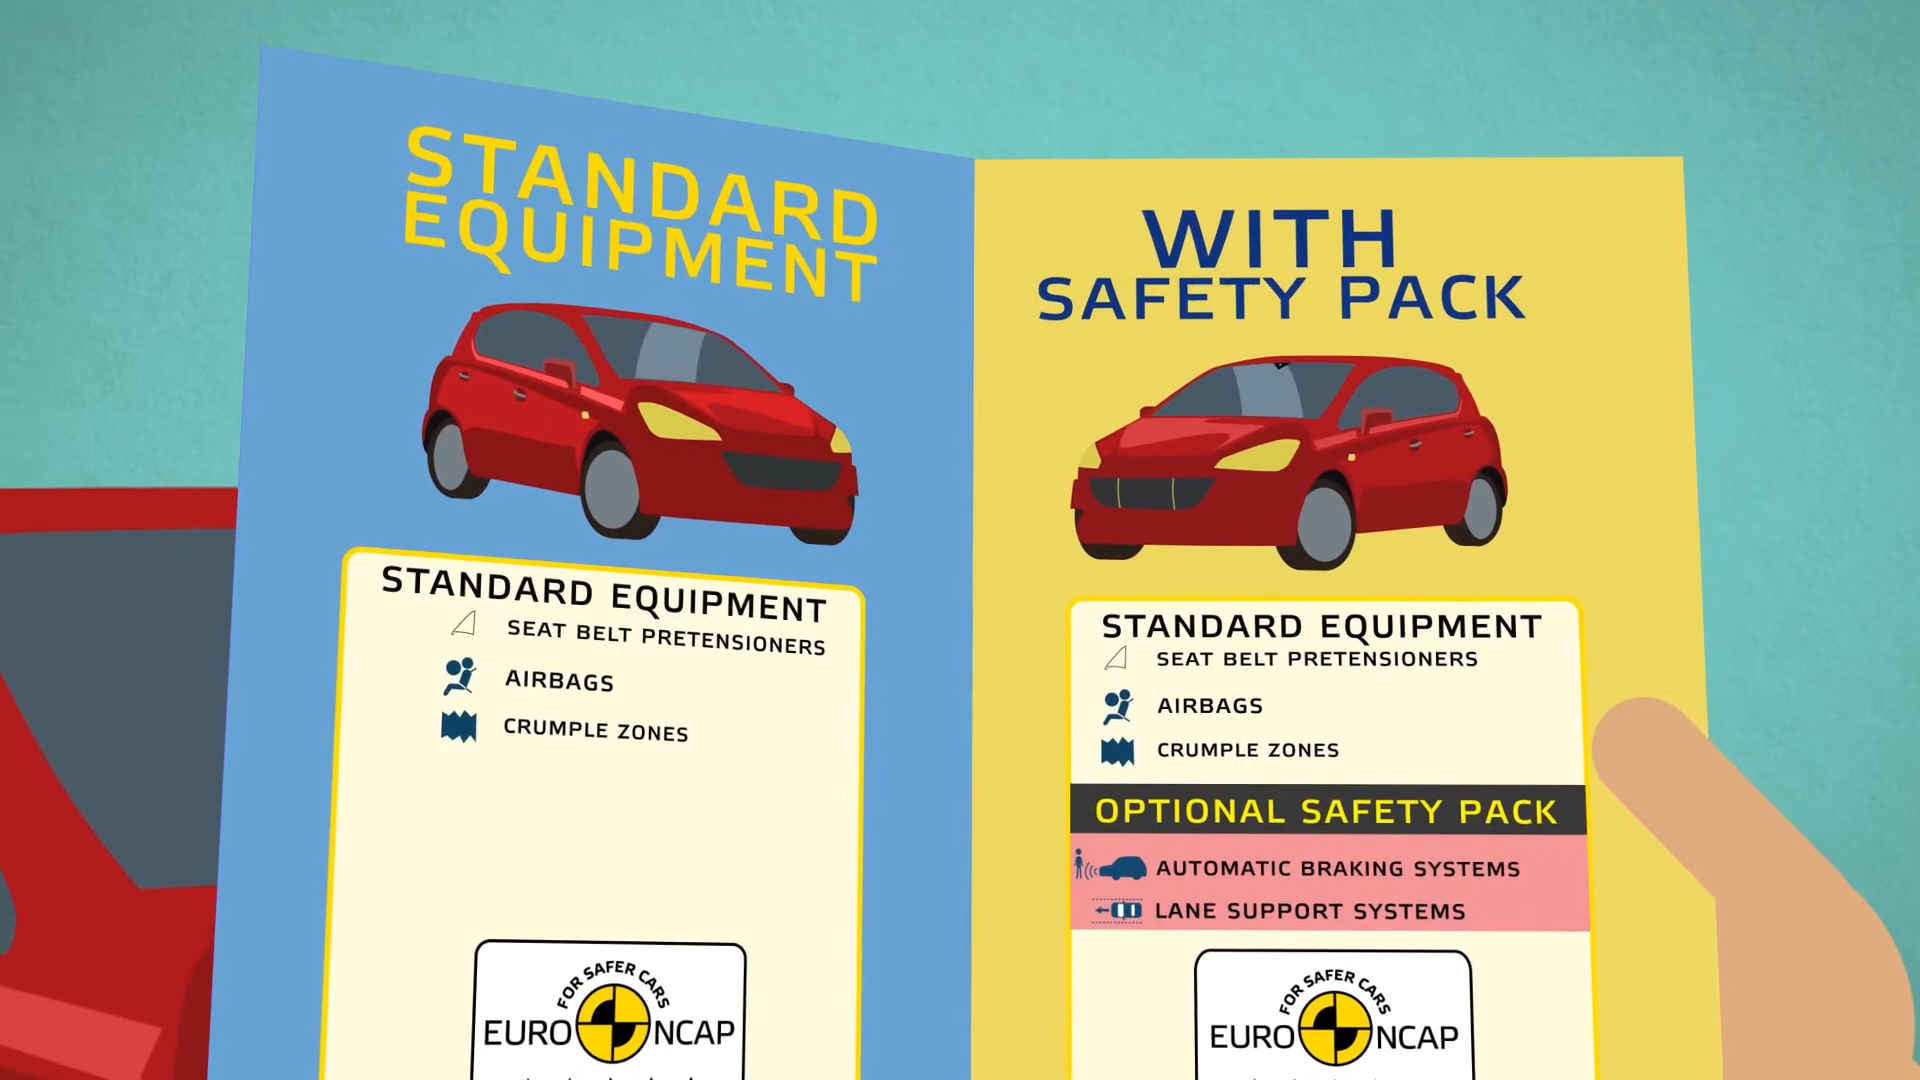 STANDARD
EQUIPMENT
STANDARD EQUIPMENT
SEAT BELT PRETENSIONERS
AIRBAGS
CRUMPLE ZONES
FOR SAFER CARS
EURO NCAP
WITH
SAFETY PACK
STANDARD EQUIPMENT
SEAT BELT PRETENSIONERS
AIRBAGS
CRUMPLE ZONES
OPTIONAL SAFETY PACK
AUTOMATIC BRAKING SYSTEMS
LANE SUPPORT SYSTEMS
FOR SAFER CARS
EURO NCAP